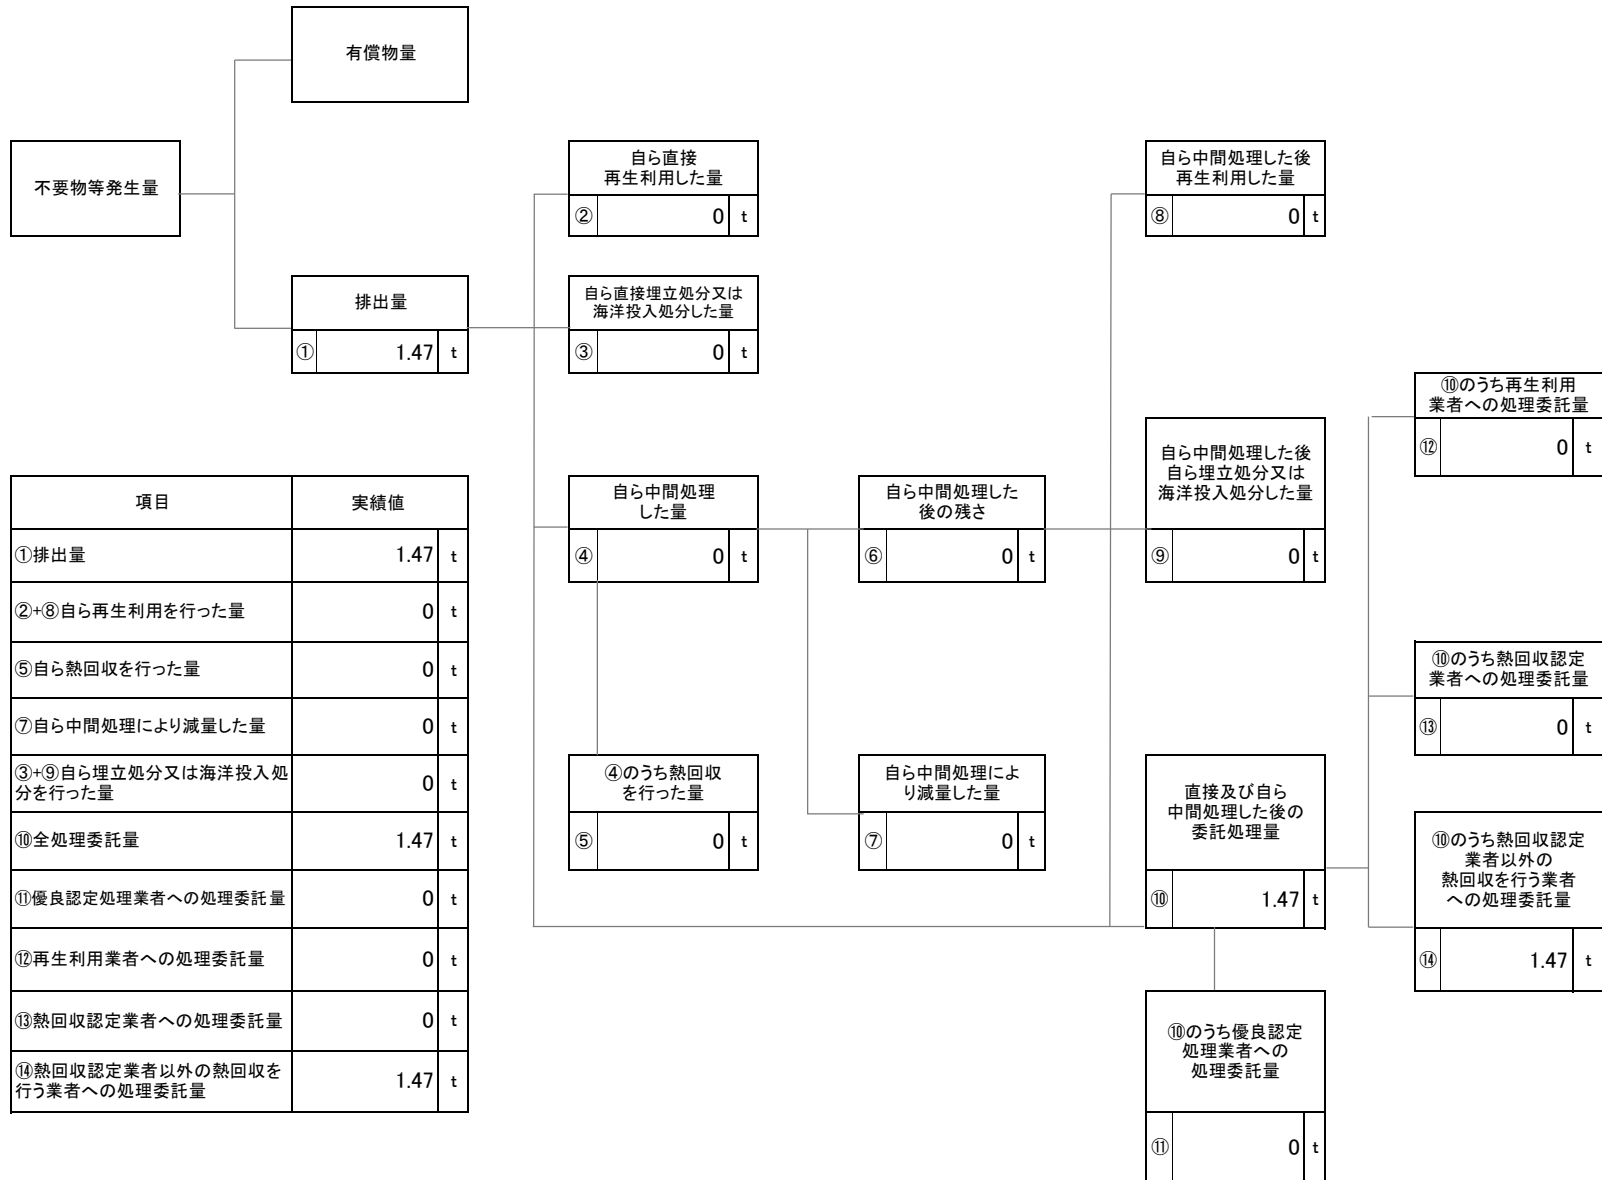 有償物量
不要物等発生量
排出量
① 1.47 t
自ら直接
再生利用した量
② 0 t
自ら直接埋立処分又は
海洋投入処分した量
③ 0 t
自ら中間処理
した量
④ 0 t
④のうち熱回収
を行った量
⑤ 0 t
自ら中間処理した
後の残さ
⑥ 0 t
自ら中間処理によ
り減量した量
⑦ 0 t
自ら中間処理した後
再生利用した量
⑧ 0 t
自ら中間処理した後
自ら埋立処分又は
海洋投入処分した量
⑨ 0 t
直接及び自ら
中間処理した後の
委託処理量
⑩ 1.47 t
⑩のうち優良認定
処理業者への
処理委託量
⑪ 0 t
⑩のうち再生利用
業者への処理委託量
⑫ 0 t
⑩のうち熱回収認定
業者への処理委託量
⑬ 0 t
⑩のうち熱回収認定
業者以外の
熱回収を行う業者
への処理委託量
⑭ 1.47 t
項目 実績値
①排出量 1.47 t
②+⑧自ら再生利用を行った量 0 t
⑤自ら熱回収を行った量 0 t
⑦自ら中間処理により減量した量 0 t
③+⑨自ら埋立処分又は海洋投入処
分を行った量 0 t
⑩全処理委託量 1.47 t
⑪優良認定処理業者への処理委託量 0 t
⑫再生利用業者への処理委託量 0 t
⑬熱回収認定業者への処理委託量 0 t
⑭熱回収認定業者以外の熱回収を
行う業者への処理委託量 1.47 t